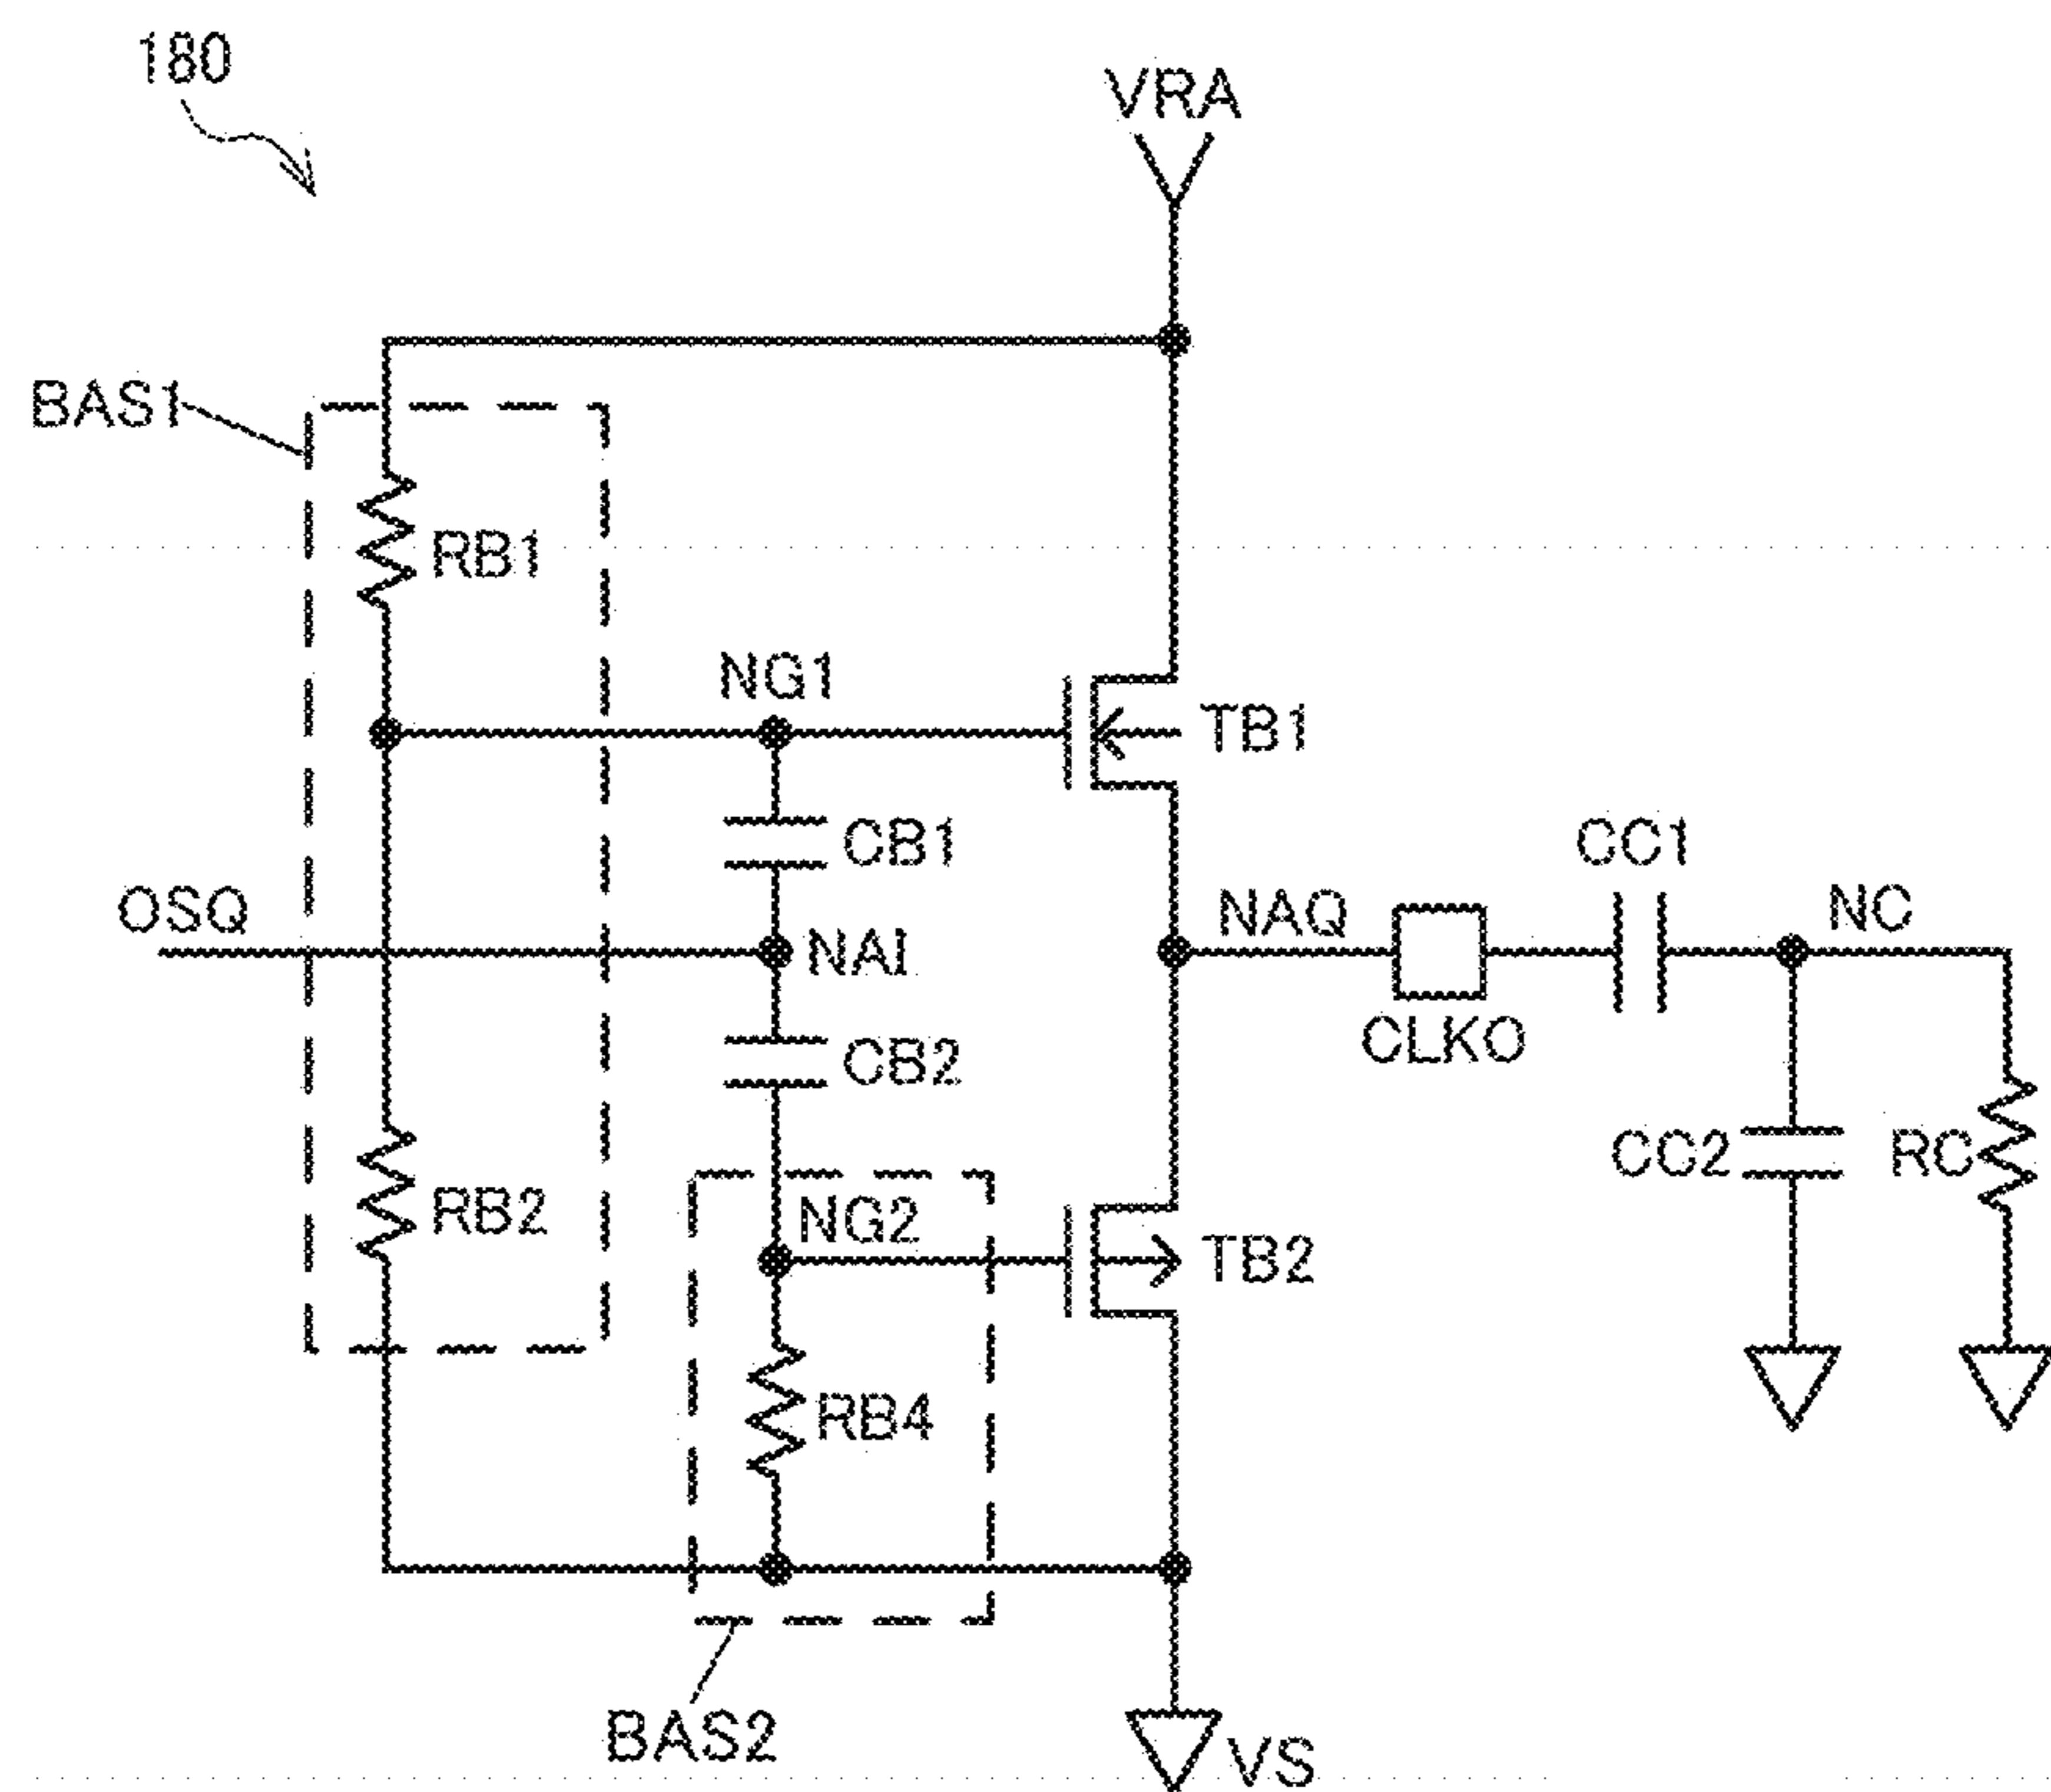 180
VRA
BAS1
RB1
NG1
TB1
CB1
CC1
OSQ
NAI
NAQ
NC
CLKO
CB2
CC2
RC
RB2
NG2
TB2
RB4
BAS2
VS